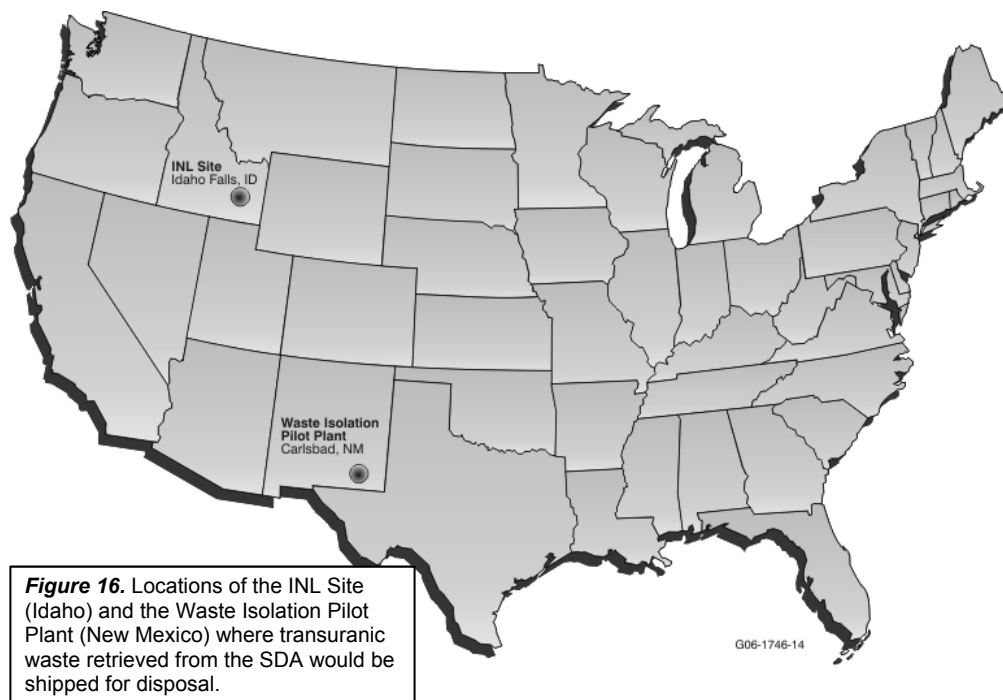 INL Site
Idaho Falls, ID
Waste Isolation
Pilot Plant
Carlsbad, NM
Figure 16. Locations of the INL Site
(Idaho) and the Waste Isolation Pilot
Plant (New Mexico) where transuranic
waste retrieved from the SDA would be
shipped for disposal.
G06-1746-14